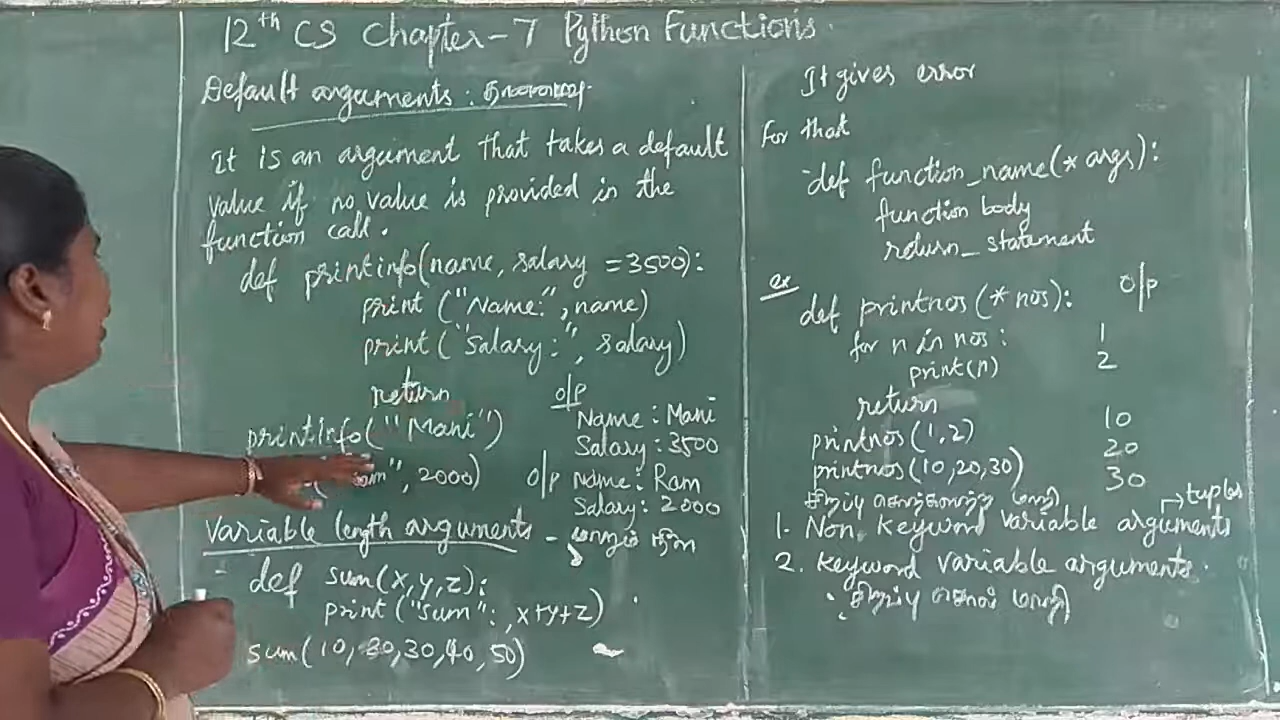 12th CS Chapter-7 Python Functions.
Default arguments :
It is an argument that takes a default
value if no value is provided in the
function call.
def printinfo(name, salary =3500):
print ("Name:", name)
print ("Salary:", salary)
return
printinfo("Mani")
", 2000)
o/p
Name : Mani
Salary : 3500
o/p Name : Ram
Salary : 2000
Variable length arguments -
def sum(x,y,z):
print ("sum": ,x+y+z)
sum(10, 20,30,40,50)
It gives error
For that
def function_name(*args):
function body
return_statement
ex
def printnos(*nos):
for n in nos:
print(n)
return
printnos(1,2)
printnos(10,20,30)
o/p
1
2
10
20
30
→ tuples
1. Non keyword variable arguments
2. keyword variable arguments.